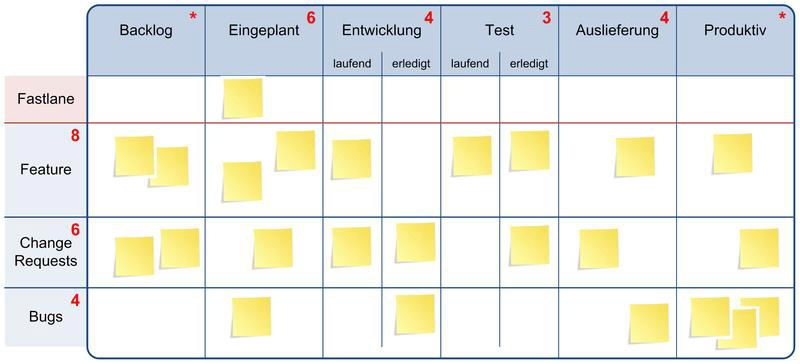 Backlog *
Eingeplant 6
Entwicklung 4
Test 3
Auslieferung 4
Produktiv *
laufend erledigt laufend erledigt
Fastlane
8
Feature
6
Change
Requests
4
Bugs